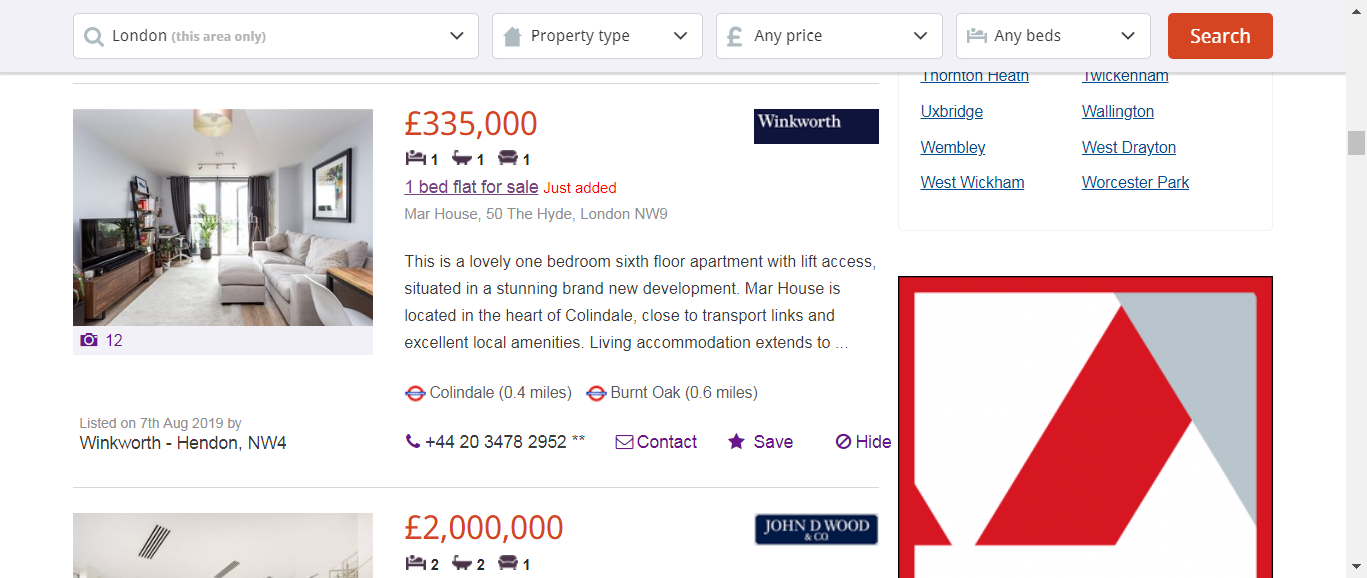 London (this area only)
Property type
Any price
Any beds
Search
Thornton Heath
Twickenham
Uxbridge
Wallington
Wembley
West Drayton
West Wickham
Worcester Park
£335,000
Winkworth
1 1 1
1 bed flat for sale Just added
Mar House, 50 The Hyde, London NW9
This is a lovely one bedroom sixth floor apartment with lift access,
situated in a stunning brand new development. Mar House is
located in the heart of Colindale, close to transport links and
excellent local amenities. Living accommodation extends to ...
12
Colindale (0.4 miles) Burnt Oak (0.6 miles)
Listed on 7th Aug 2019 by
Winkworth - Hendon, NW4
+44 20 3478 2952 ** Contact Save Hide
£2,000,000
JOHN D WOOD
& CO
2 2 1